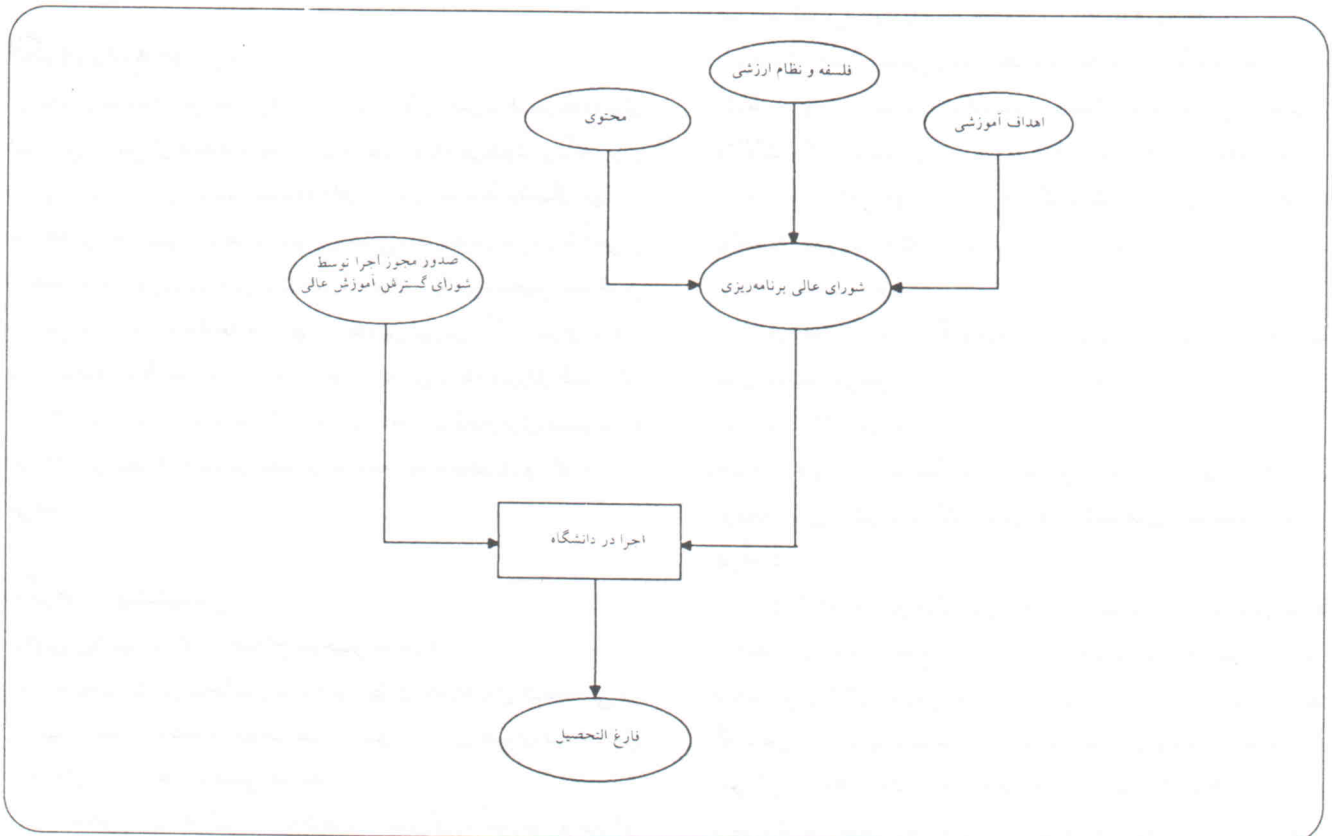 فلسفه و نظام ارزشی
اهداف آموزشی
محتوی
شورای عالی برنامه‌ریزی
صدور مجوز اجرا توسط
شورای گسترش آموزش عالی
اجرا در دانشگاه
فارغ التحصیل